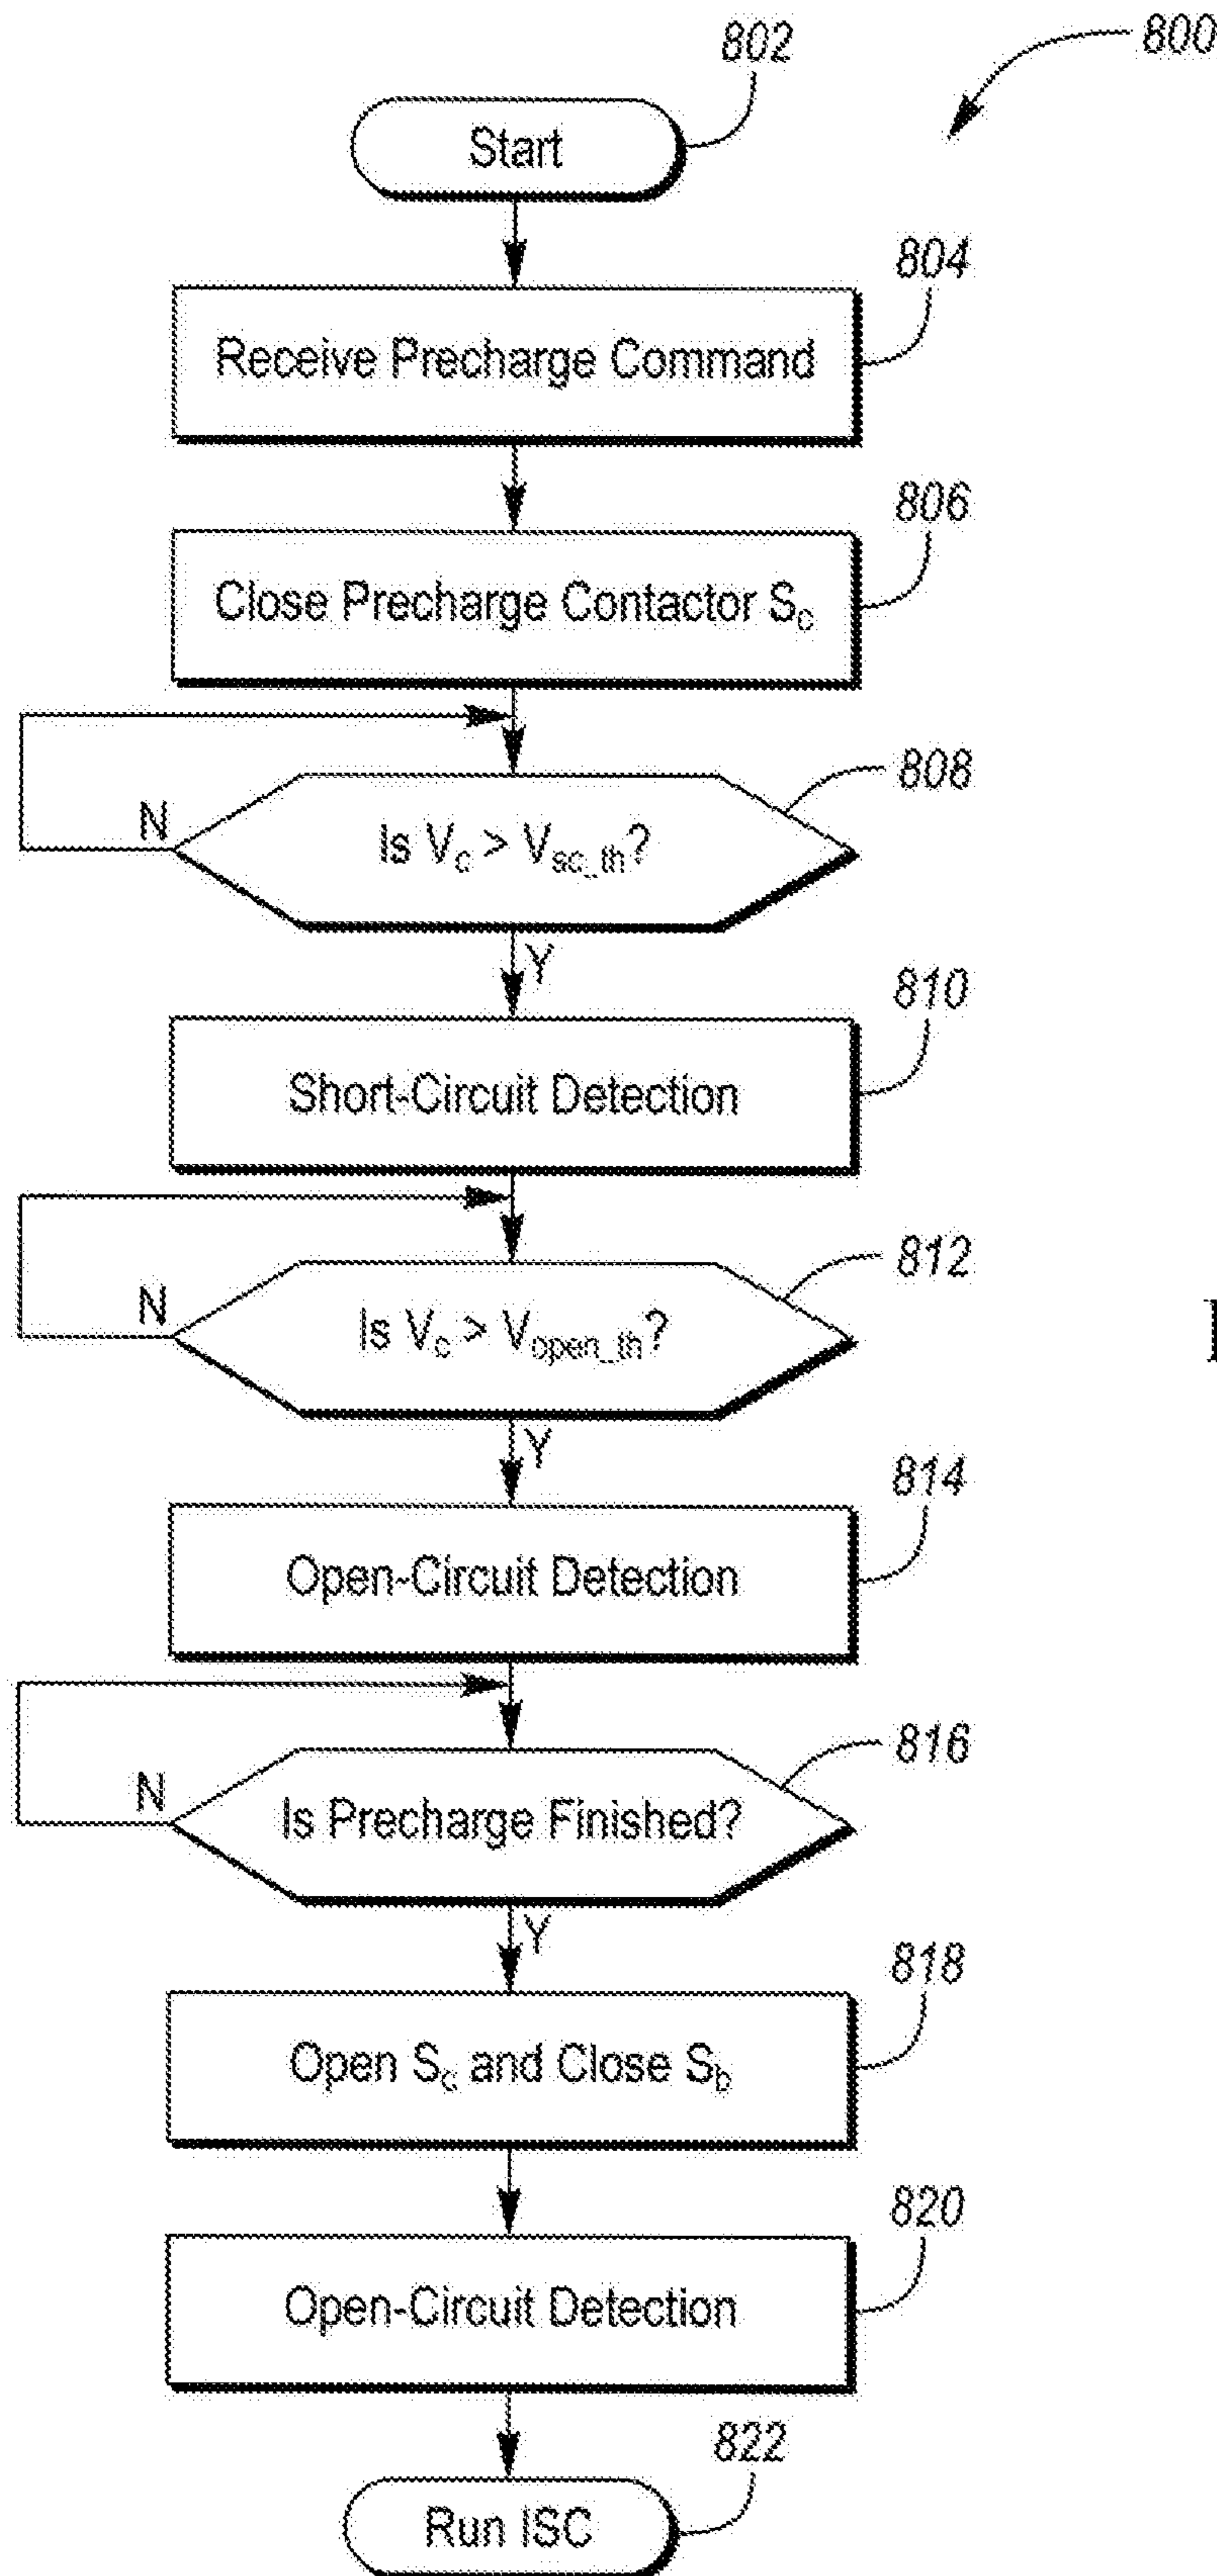 800
802
Start
804
Receive Precharge Command
806
Close Precharge Contactor Sc
808
Is Vc > Vsc_th?
N
Y
810
Short-Circuit Detection
812
Is Vc > Vopen_th?
N
Y
814
Open-Circuit Detection
816
Is Precharge Finished?
N
Y
818
Open Sc and Close Sb
820
Open-Circuit Detection
822
Run ISC